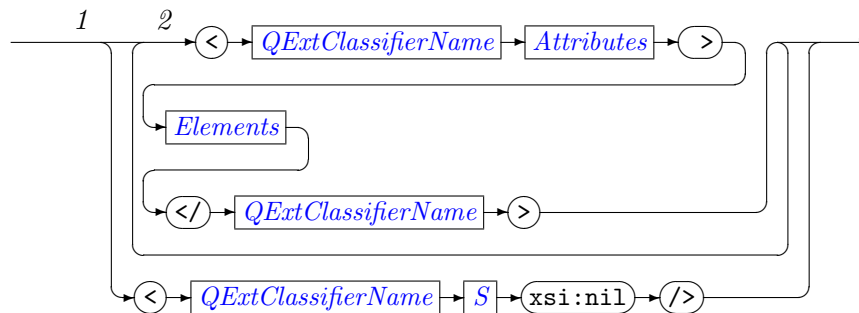 1 2 < QExtClassifierName Attributes >
Elements
</ QExtClassifierName >
< QExtClassifierName S xsi:nil />